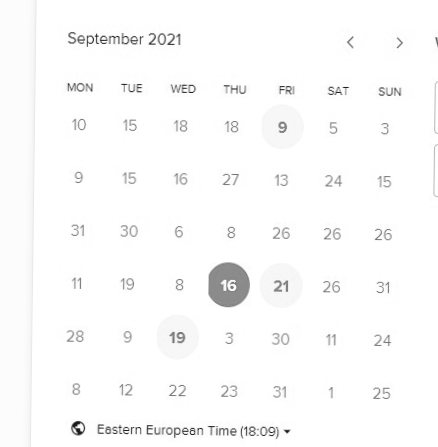 September 2021
MON TUE WED THU FRI SAT SUN
10 15 18 18 9 5 3
9 15 16 27 13 24 15
31 30 6 8 26 26 26
11 19 8 16 21 26 31
28 9 19 3 30 11 24
8 12 22 23 31 1 25
Eastern European Time (18:09)